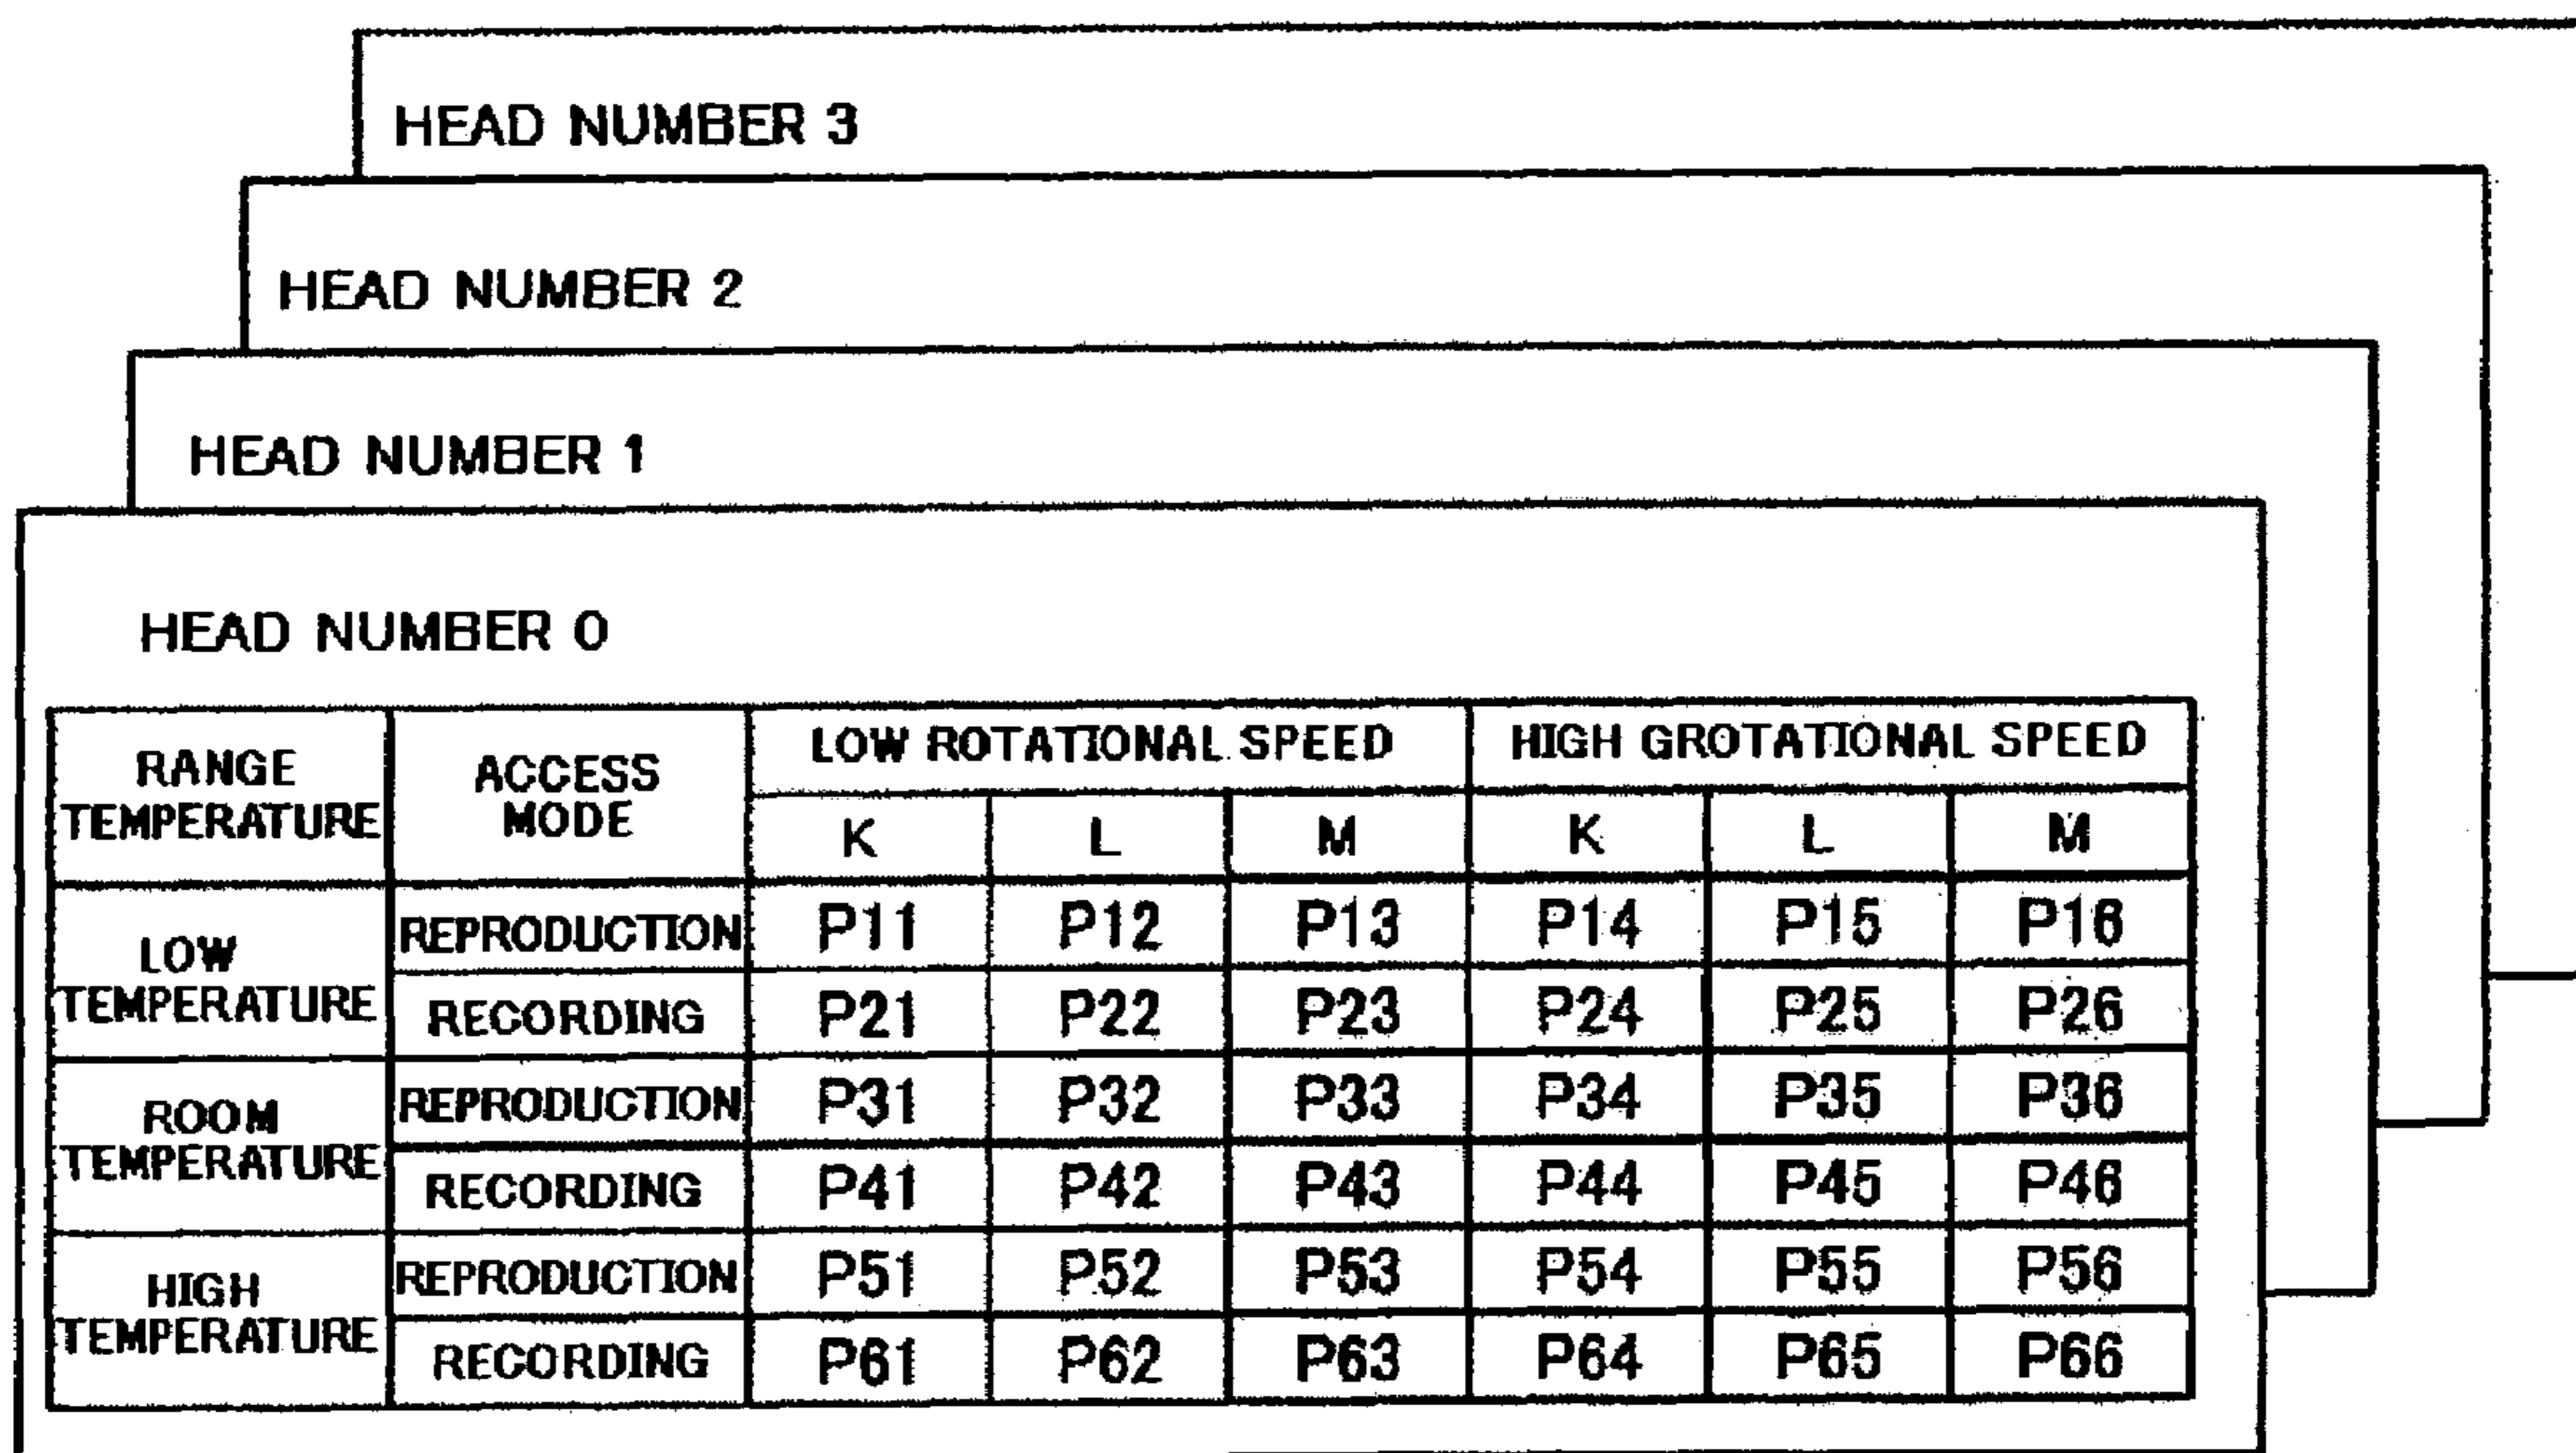 HEAD NUMBER 3
HEAD NUMBER 2
HEAD NUMBER 1
HEAD NUMBER 0
RANGE TEMPERATURE ACCESS MODE LOW ROTATIONAL SPEED HIGH GROTATIONAL SPEED
K L M K L M
LOW TEMPERATURE REPRODUCTION P11 P12 P13 P14 P15 P16
RECORDING P21 P22 P23 P24 P25 P26
ROOM TEMPERATURE REPRODUCTION P31 P32 P33 P34 P35 P36
RECORDING P41 P42 P43 P44 P45 P46
HIGH TEMPERATURE REPRODUCTION P51 P52 P53 P54 P55 P56
RECORDING P61 P62 P63 P64 P65 P66